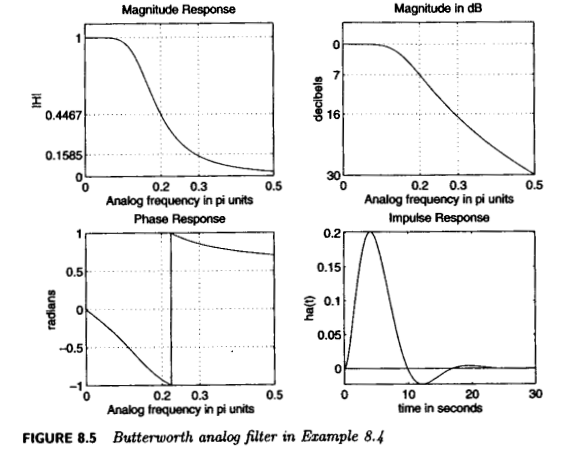 Magnitude Response
1
0.4467
0.1585
0
|H|
0 0.2 0.3 0.5
Analog frequency in pi units
Magnitude in dB
0
7
16
30
decibels
0 0.2 0.3 0.5
Analog frequency in pi units
Phase Response
1
0.5
0
-0.5
-1
radians
0 0.2 0.3 0.5
Analog frequency in pi units
Impulse Response
0.2
0.15
0.1
0.05
0
ha(t)
0 10 20 30
time in seconds
FIGURE 8.5 Butterworth analog filter in Example 8.4